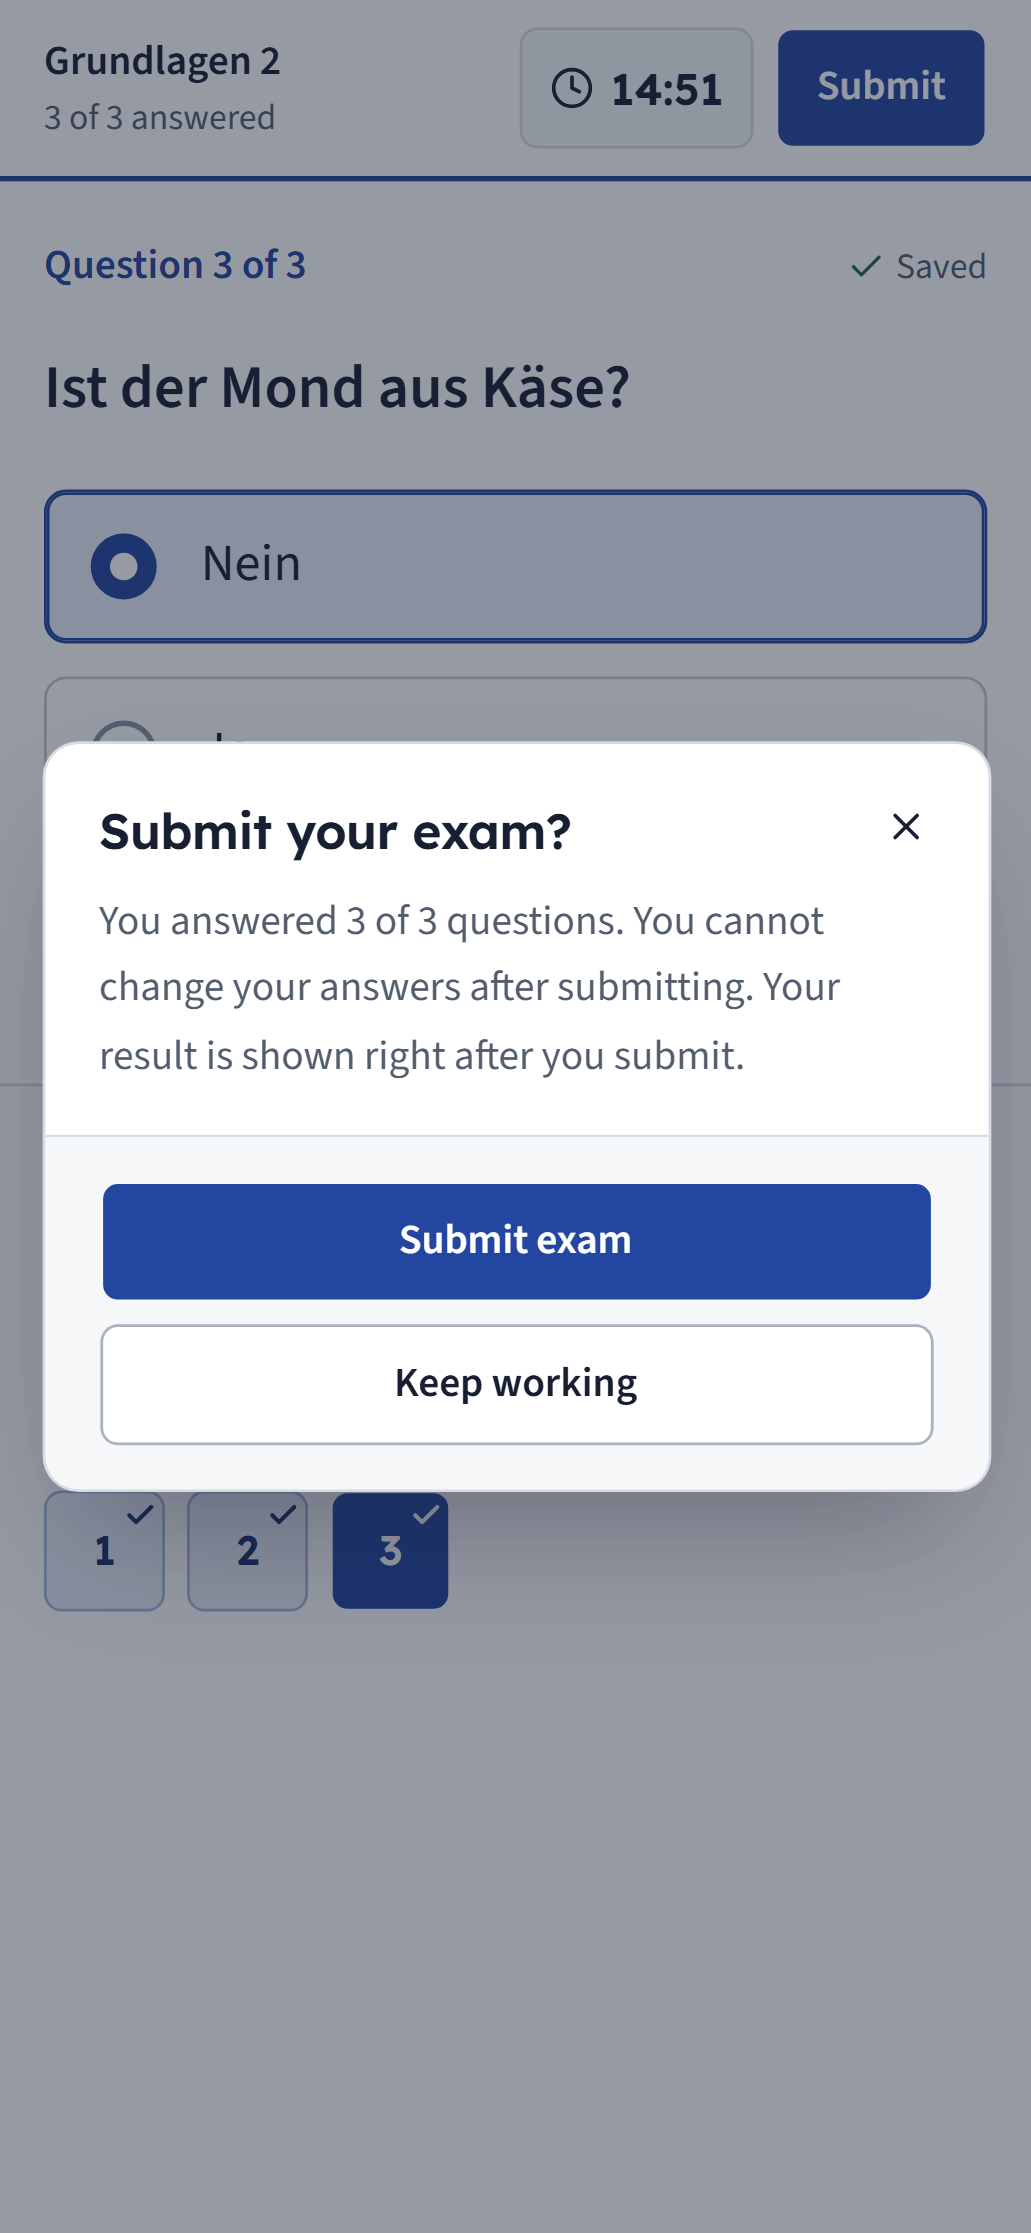 Grundlagen 2
3 of 3 answered
14:51
Submit
Question 3 of 3
Saved
Ist der Mond aus Käse?
Nein
Submit your exam?
You answered 3 of 3 questions. You cannot
change your answers after submitting. Your
result is shown right after you submit.
Submit exam
Keep working
1
2
3